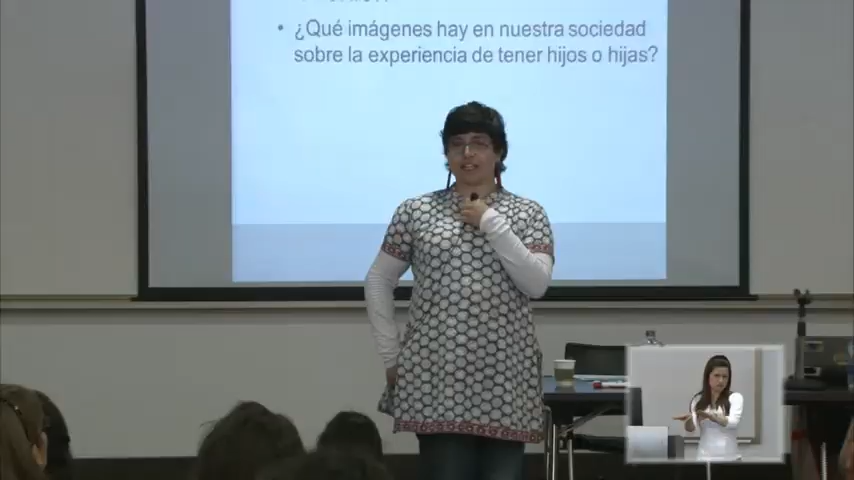 • ¿Qué imágenes hay en nuestra sociedad
sobre la experiencia de tener hijos o hijas?